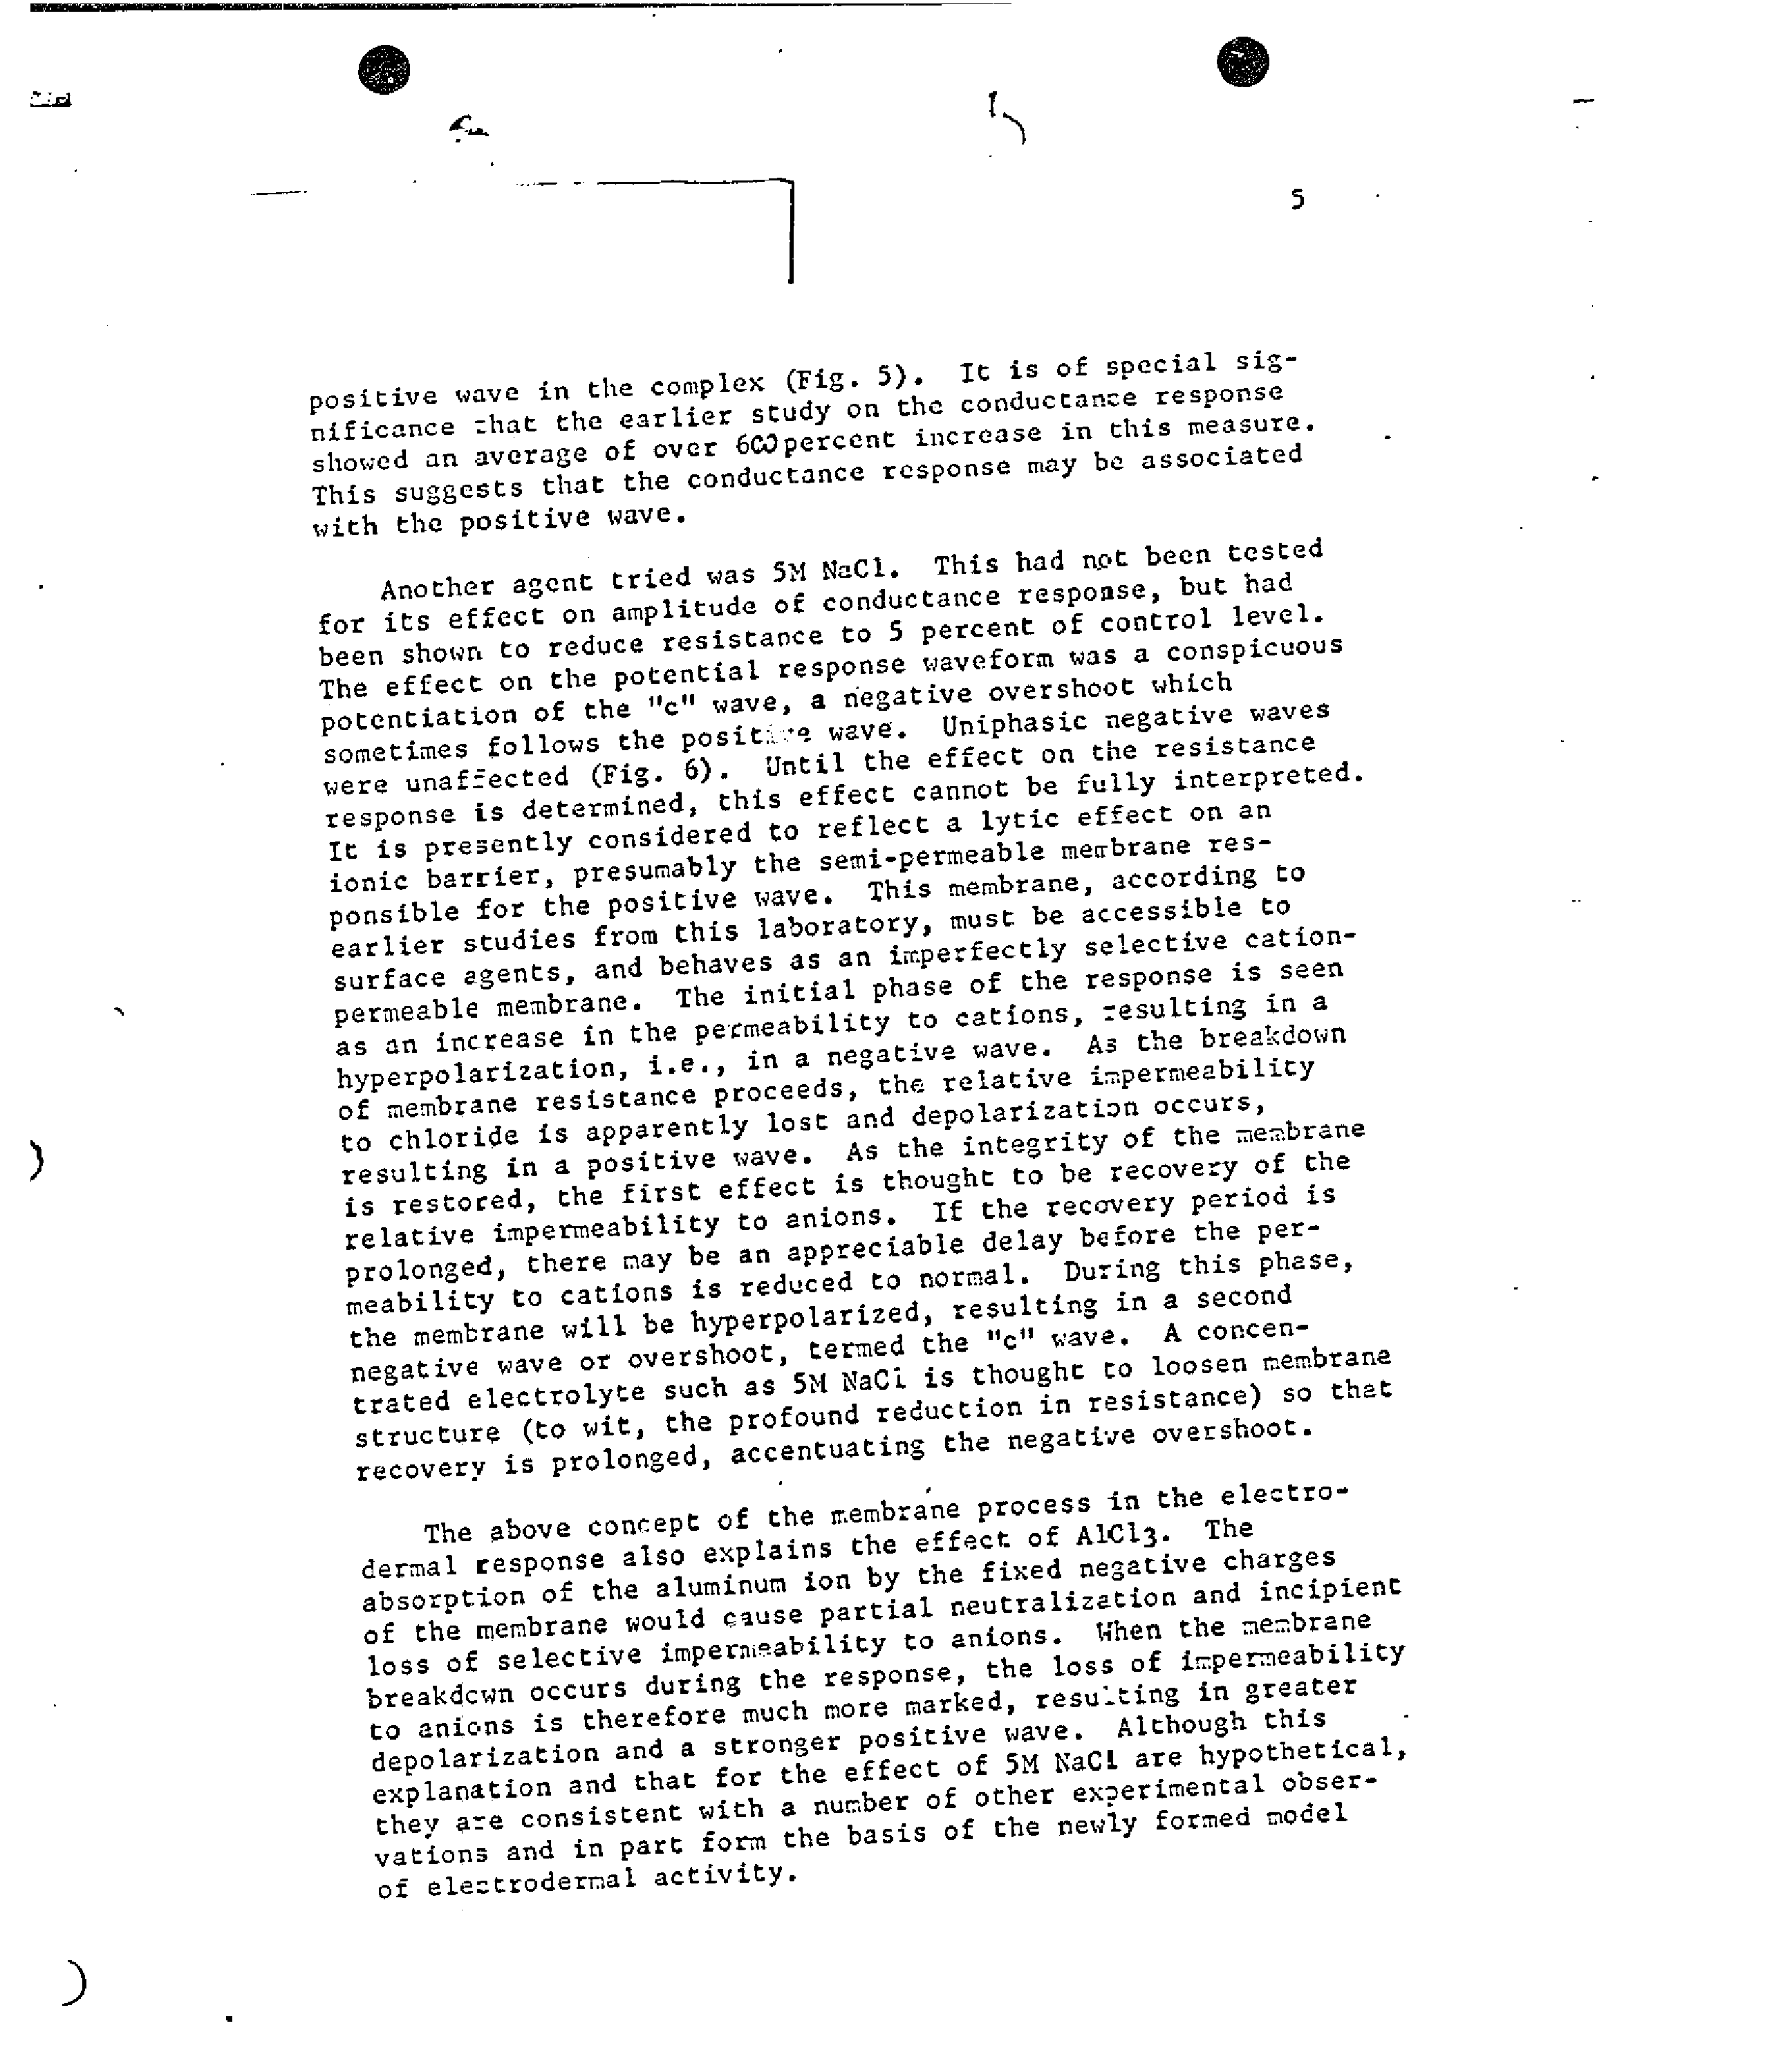 5
positive wave in the complex (Fig. 5). It is of special sig-
nificance that the earlier study on the conductance response
showed an average of over 600 percent increase in this measure.
This suggests that the conductance response may be associated
with the positive wave.
Another agent tried was 5M NaCl. This had not been tested
for its effect on amplitude of conductance response, but had
been shown to reduce resistance to 5 percent of control level.
The effect on the potential response waveform was a conspicuous
potentiation of the "c" wave, a negative overshoot which
sometimes follows the positive wave. Uniphasic negative waves
were unaffected (Fig. 6). Until the effect on the resistance
response is determined, this effect cannot be fully interpreted.
It is presently considered to reflect a lytic effect on an
ionic barrier, presumably the semi-permeable membrane res-
ponsible for the positive wave. This membrane, according to
earlier studies from this laboratory, must be accessible to
surface agents, and behaves as an imperfectly selective cation-
permeable membrane. The initial phase of the response is seen
as an increase in the permeability to cations, resulting in a
hyperpolarization, i.e., in a negative wave. As the breakdown
of membrane resistance proceeds, the relative impermeability
to chloride is apparently lost and depolarization occurs,
resulting in a positive wave. As the integrity of the membrane
is restored, the first effect is thought to be recovery of the
relative impermeability to anions. If the recovery period is
prolonged, there may be an appreciable delay before the per-
meability to cations is reduced to normal. During this phase,
the membrane will be hyperpolarized, resulting in a second
negative wave or overshoot, termed the "c" wave. A concen-
trated electrolyte such as 5M NaCl is thought to loosen membrane
structure (to wit, the profound reduction in resistance) so that
recovery is prolonged, accentuating the negative overshoot.
The above concept of the membrane process in the electro-
dermal response also explains the effect of AlCl3. The
absorption of the aluminum ion by the fixed negative charges
of the membrane would cause partial neutralization and incipient
loss of selective impermeability to anions. When the membrane
breakdown occurs during the response, the loss of impermeability
to anions is therefore much more marked, resulting in greater
depolarization and a stronger positive wave. Although this
explanation and that for the effect of 5M NaCl are hypothetical,
they are consistent with a number of other experimental obser-
vations and in part form the basis of the newly formed model
of electrodermal activity.